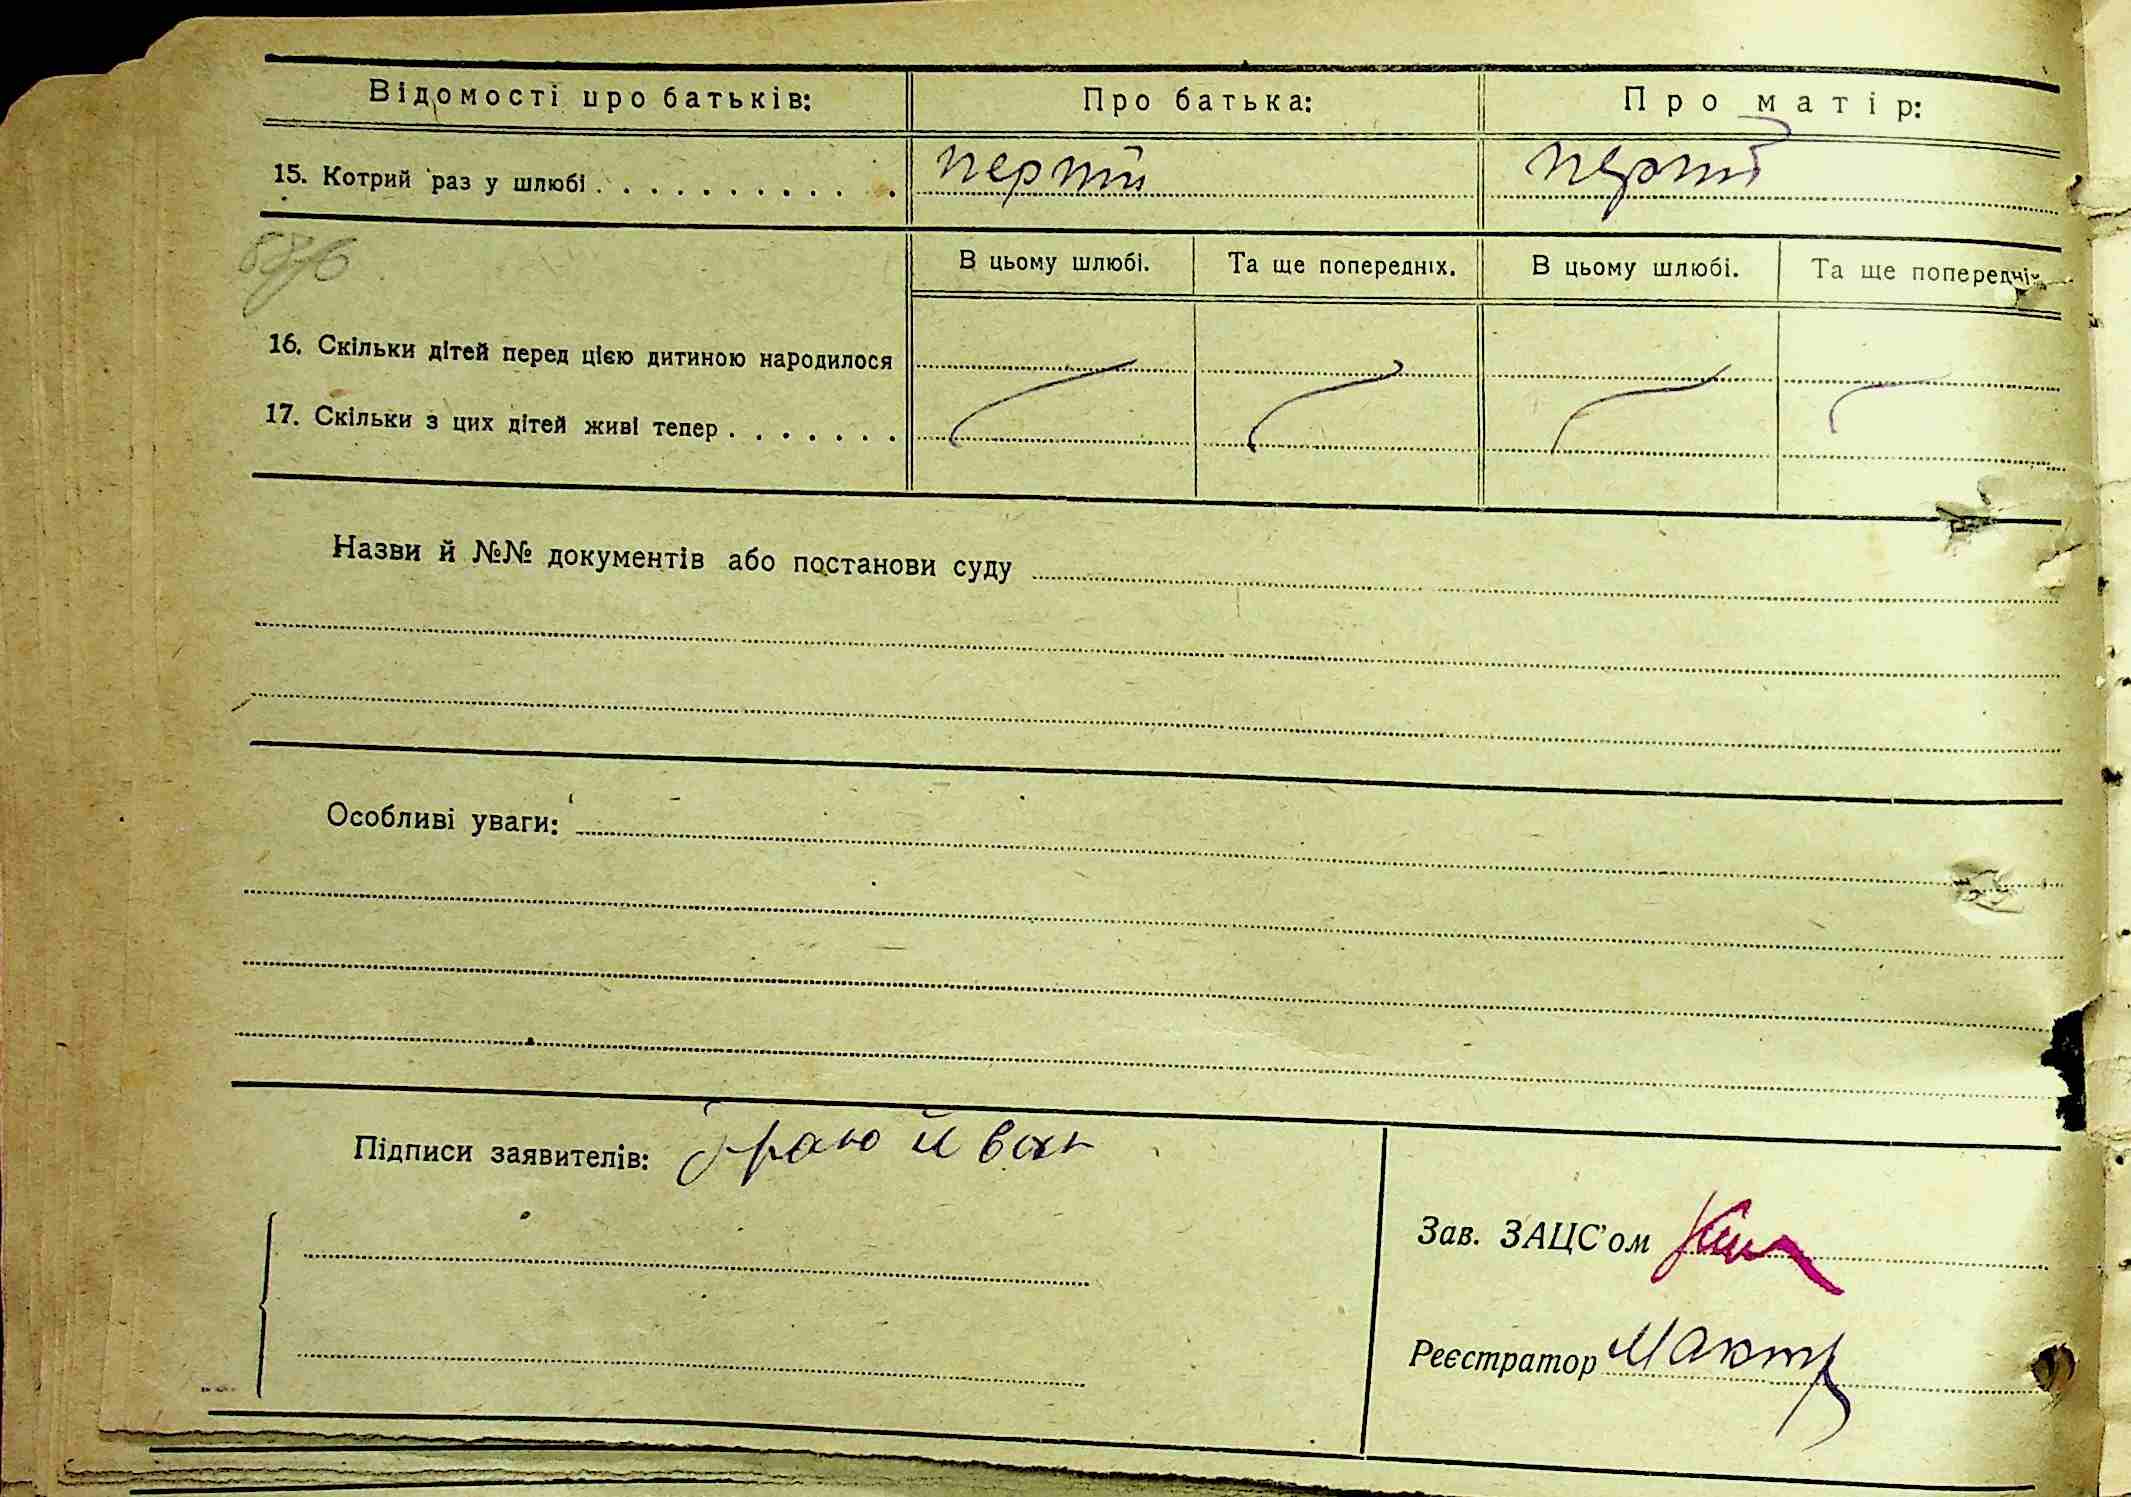 Відомості про батьків: Про батька: Про матір:
15. Котрий раз у шлюбі . . . . . . . . . . . перший перший
В цьому шлюбі. Та ще попередніх. В цьому шлюбі. Та ще попередніх
16. Скільки дітей перед цією дитиною народилося
17. Скільки з цих дітей живі тепер . . . . . . .
Назви й №№ документів або постанови суду
Особливі уваги:
Підписи заявителів:
Зав. ЗАЦС'ом
Реєстратор